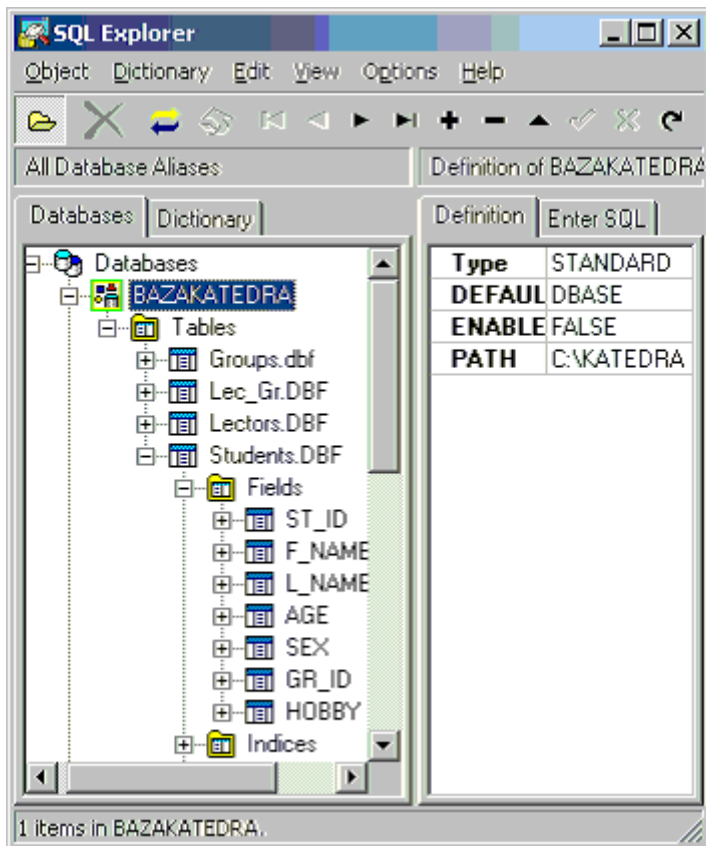 SQL Explorer
Object Dictionary Edit View Options Help
All Database Aliases
Definition of BAZAKATEDRA
Databases Dictionary
Definition Enter SQL
Databases
BAZAKATEDRA
Tables
Groups.dbf
Lec_Gr.DBF
Lectors.DBF
Students.DBF
Fields
ST_ID
F_NAME
L_NAME
AGE
SEX
GR_ID
HOBBY
Indices
Type STANDARD
DEFAUL DBASE
ENABLE FALSE
PATH C:\KATEDRA
1 items in BAZAKATEDRA.